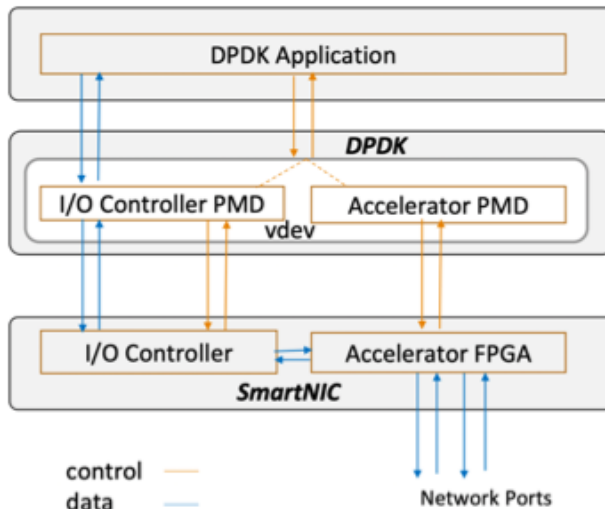 DPDK Application
DPDK
I/O Controller PMD
Accelerator PMD
vdev
I/O Controller
Accelerator FPGA
SmartNIC
control
data
Network Ports